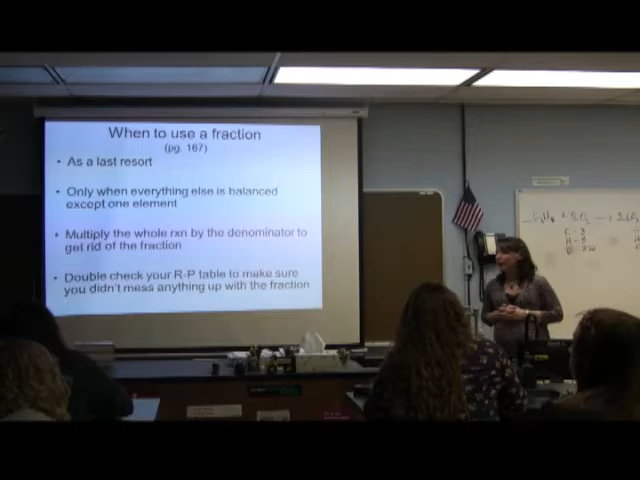 When to use a fraction
(pg. 167)
• As a last resort
• Only when everything else is balanced
except one element
• Multiply the whole rxn by the denominator to
get rid of the fraction
• Double check your R-P table to make sure
you didn't mess anything up with the fraction
C - 3
H - 8